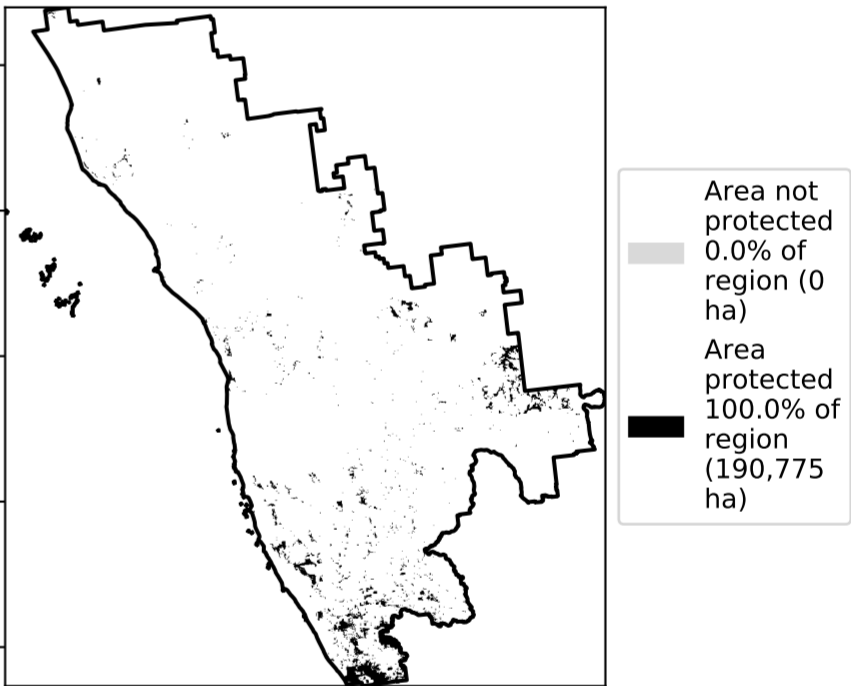 Area not
protected
0.0% of
region (0
ha)
Area
protected
100.0% of
region
(190,775
ha)